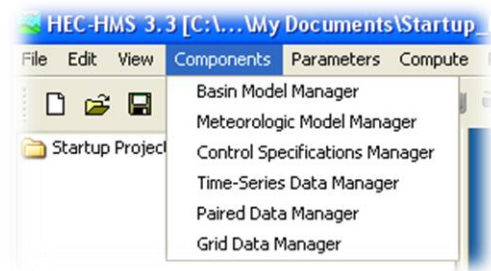 HEC-HMS 3.3 [C:\...\My Documents\Startup_
File Edit View Components Parameters Compute
Basin Model Manager
Meteorologic Model Manager
Startup Project
Control Specifications Manager
Time-Series Data Manager
Paired Data Manager
Grid Data Manager